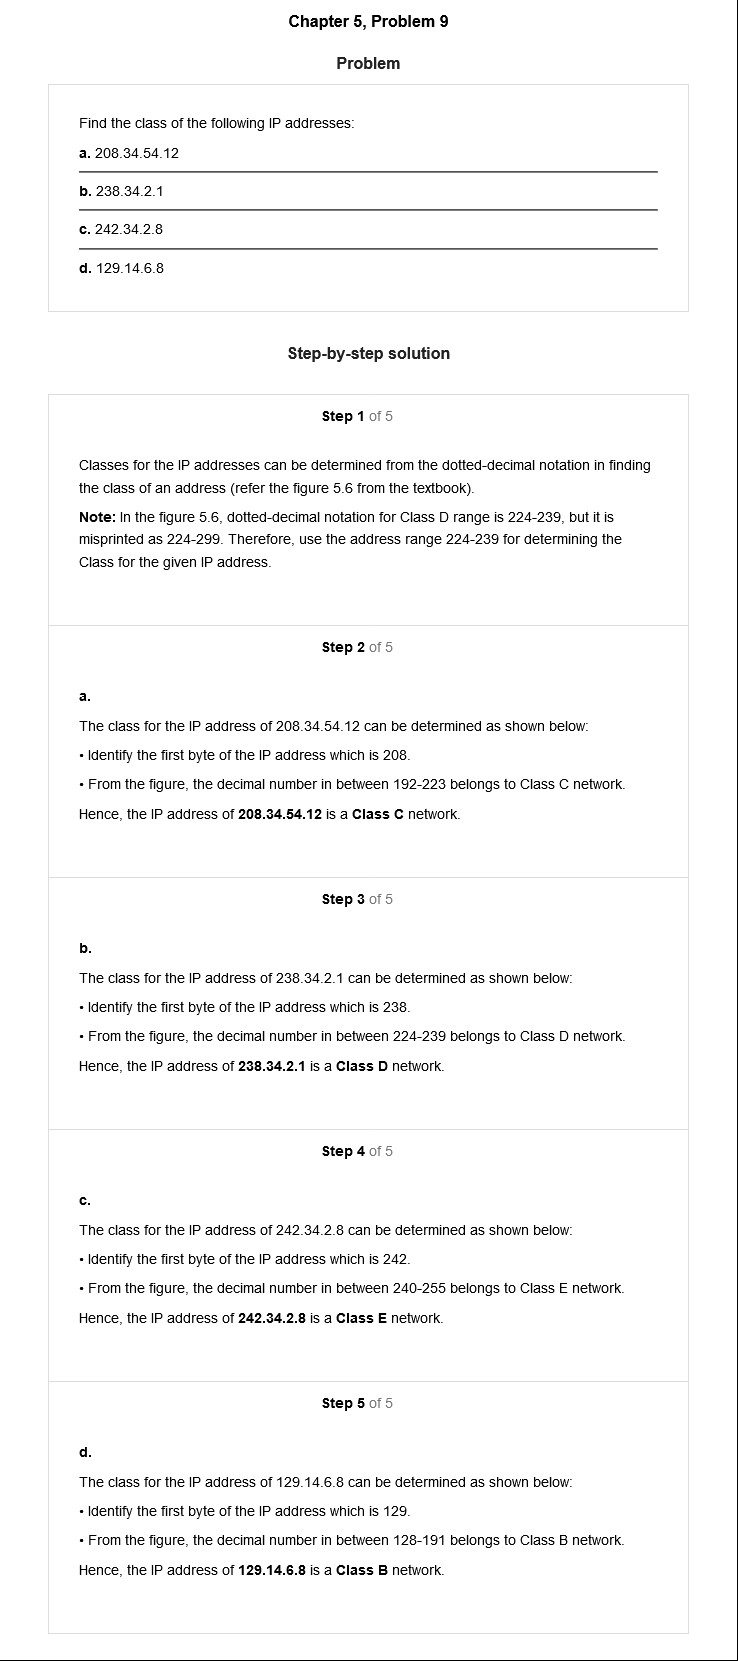 Chapter 5, Problem 9
Problem
Find the class of the following IP addresses:
a. 208.34.54.12
b. 238.34.2.1
c. 242.34.2.8
d. 129.14.6.8
Step-by-step solution
Step 1 of 5
Classes for the IP addresses can be determined from the dotted-decimal notation in finding
the class of an address (refer the figure 5.6 from the textbook).
Note: In the figure 5.6, dotted-decimal notation for Class D range is 224-239, but it is
misprinted as 224-299. Therefore, use the address range 224-239 for determining the
Class for the given IP address.
Step 2 of 5
a.
The class for the IP address of 208.34.54.12 can be determined as shown below:
• Identify the first byte of the IP address which is 208.
• From the figure, the decimal number in between 192-223 belongs to Class C network.
Hence, the IP address of 208.34.54.12 is a Class C network.
Step 3 of 5
b.
The class for the IP address of 238.34.2.1 can be determined as shown below:
• Identify the first byte of the IP address which is 238.
• From the figure, the decimal number in between 224-239 belongs to Class D network.
Hence, the IP address of 238.34.2.1 is a Class D network.
Step 4 of 5
c.
The class for the IP address of 242.34.2.8 can be determined as shown below:
• Identify the first byte of the IP address which is 242.
• From the figure, the decimal number in between 240-255 belongs to Class E network.
Hence, the IP address of 242.34.2.8 is a Class E network.
Step 5 of 5
d.
The class for the IP address of 129.14.6.8 can be determined as shown below:
• Identify the first byte of the IP address which is 129.
• From the figure, the decimal number in between 128-191 belongs to Class B network.
Hence, the IP address of 129.14.6.8 is a Class B network.